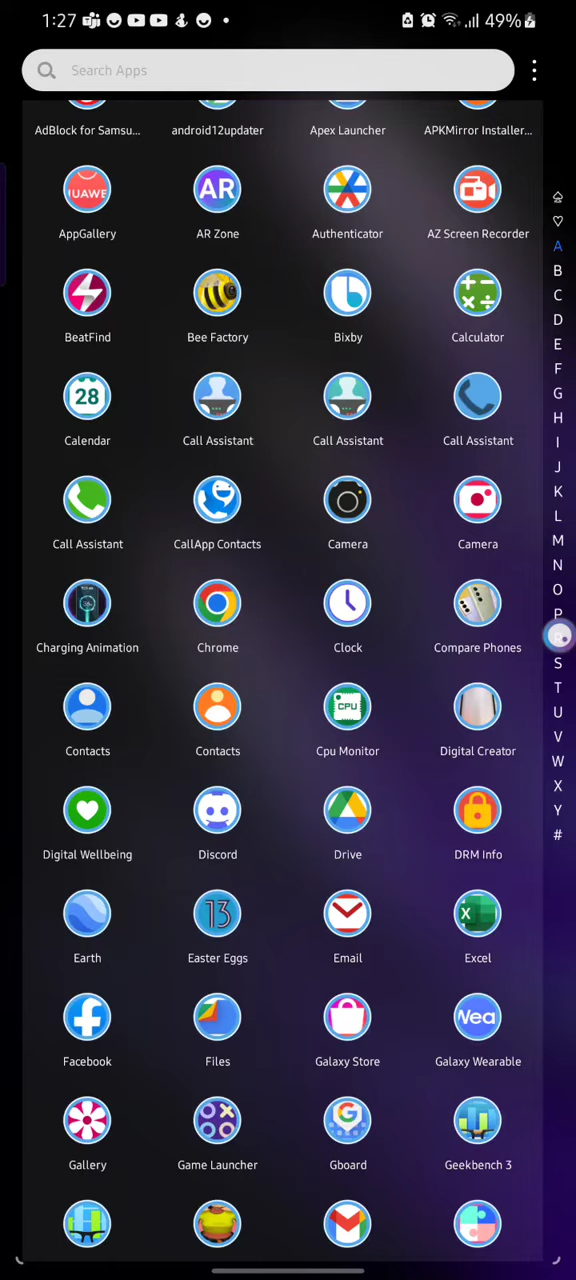 1:27
49%
Search Apps
AdBlock for Samsu... android12updater Apex Launcher APKMirror Installer...
HUAWEI AR
AppGallery AR Zone Authenticator AZ Screen Recorder
BeatFind Bee Factory Bixby Calculator
28
Calendar Call Assistant Call Assistant Call Assistant
Call Assistant CallApp Contacts Camera Camera
Charging Animation Chrome Clock Compare Phones
CPU
Contacts Contacts Cpu Monitor Digital Creator
Digital Wellbeing Discord Drive DRM Info
13 X
Earth Easter Eggs Email Excel
Wea
Facebook Files Galaxy Store Galaxy Wearable
G
Gallery Game Launcher Gboard Geekbench 3
A
B
C
D
E
F
G
H
I
J
K
L
M
N
O
P
S
T
U
V
W
X
Y
#